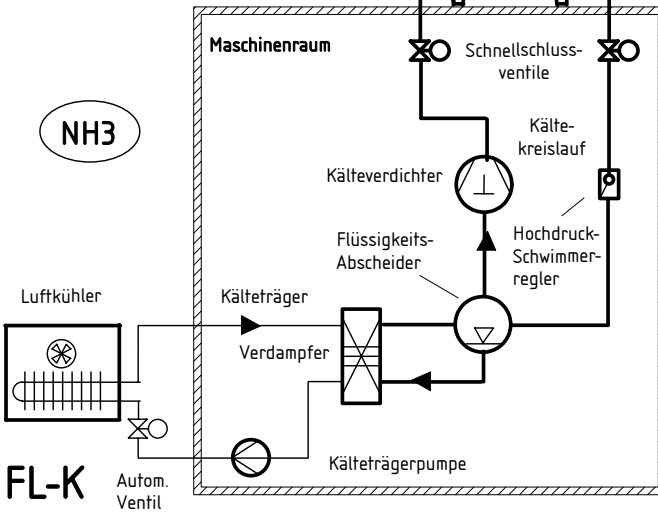 Maschinenraum
Schnellschluss-
ventile
NH3
Kälte-
kreislauf
Kälteverdichter
Flüssigkeits-
Abscheider
Hochdruck-
Schwimmer-
regler
Luftkühler
Kälteträger
Verdampfer
Kälteträgerpumpe
FL-K
Autom.
Ventil